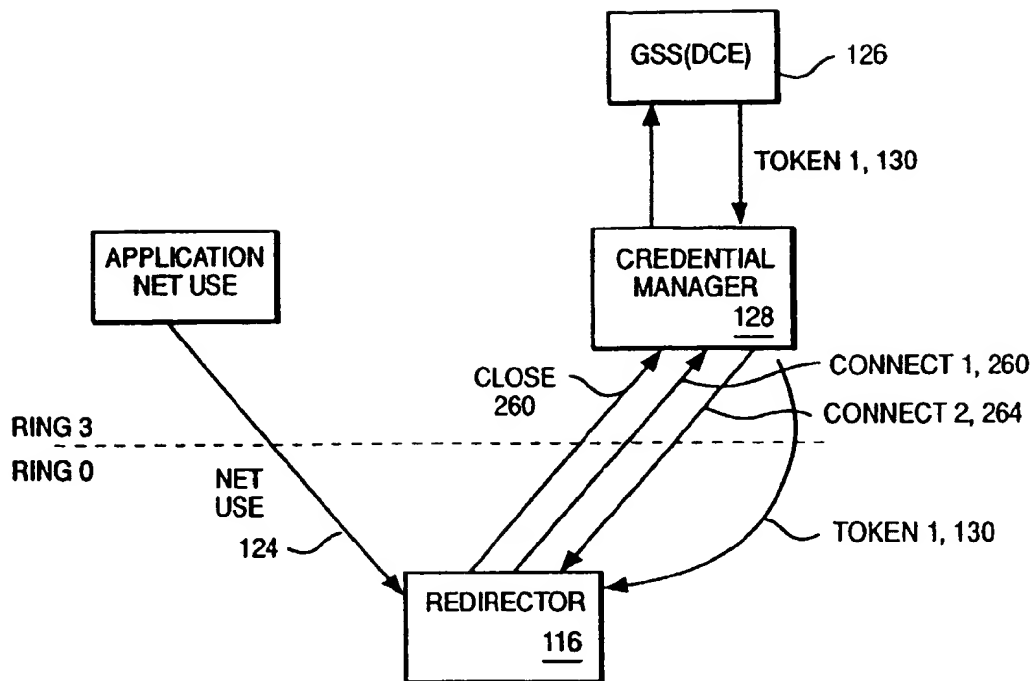 GSS(DCE)
126
TOKEN 1, 130
APPLICATION
NET USE
CREDENTIAL
MANAGER
128
CLOSE
260
CONNECT 1, 260
CONNECT 2, 264
RING 3
RING 0
NET
USE
124
TOKEN 1, 130
REDIRECTOR
116